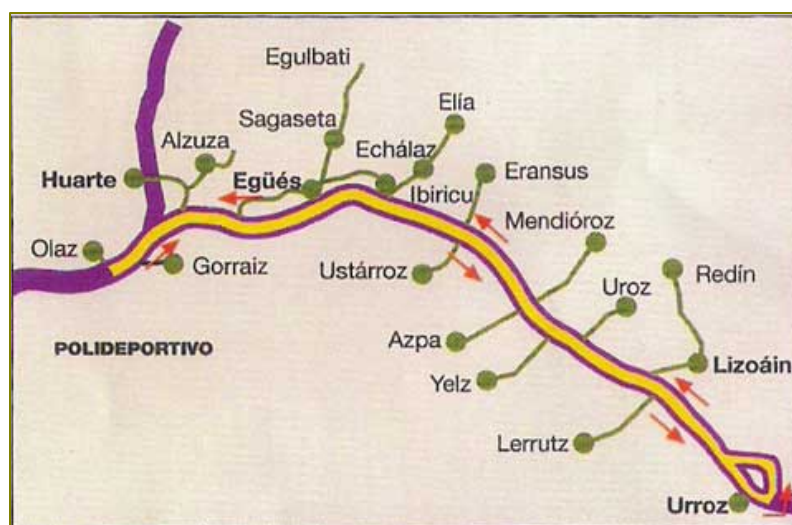 Egulbati
Sagaseta
Elía
Alzuza
Echálaz
Huarte
Egüés
Ibiricu
Eransus
Mendióroz
Olaz
Gorraiz
Ustárroz
Redín
Uroz
POLIDEPORTIVO
Azpa
Lizoáin
Yelz
Lerrutz
Urroz